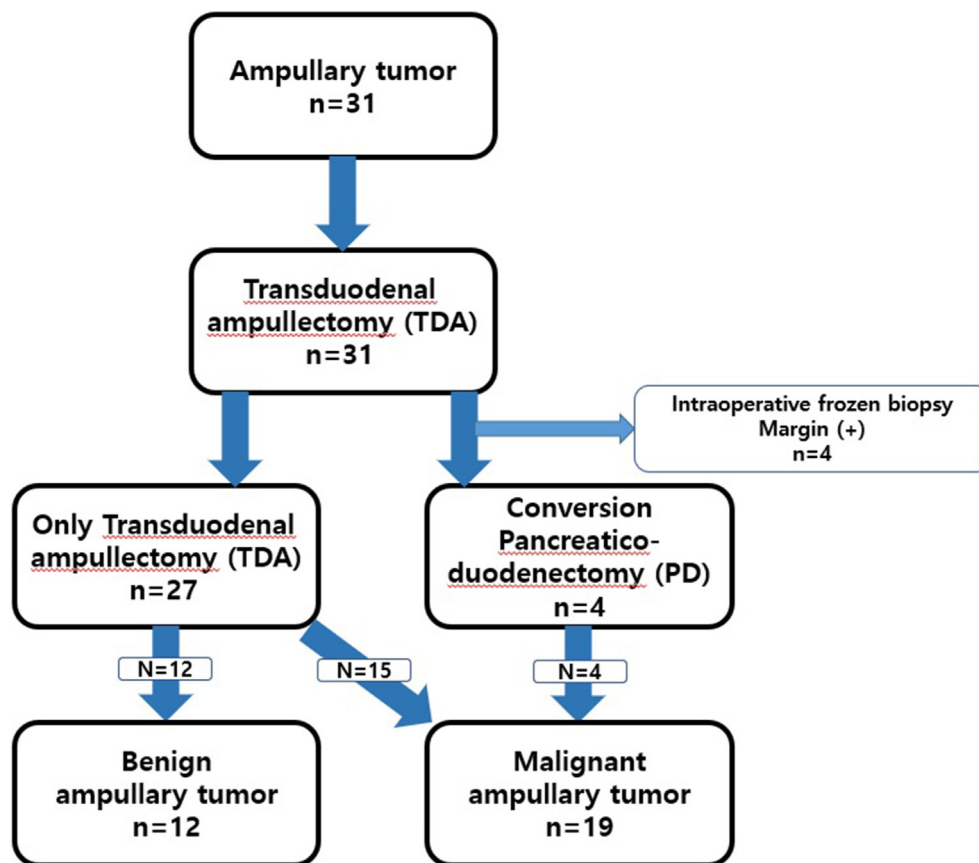 Ampullary tumor
n=31
Transduodenal
ampullectomy (TDA)
n=31
Intraoperative frozen biopsy
Margin (+)
n=4
Only Transduodenal
ampullectomy (TDA)
n=27
Conversion
Pancreatico-
duodenectomy (PD)
n=4
N=12
N=15
N=4
Benign
ampullary tumor
n=12
Malignant
ampullary tumor
n=19